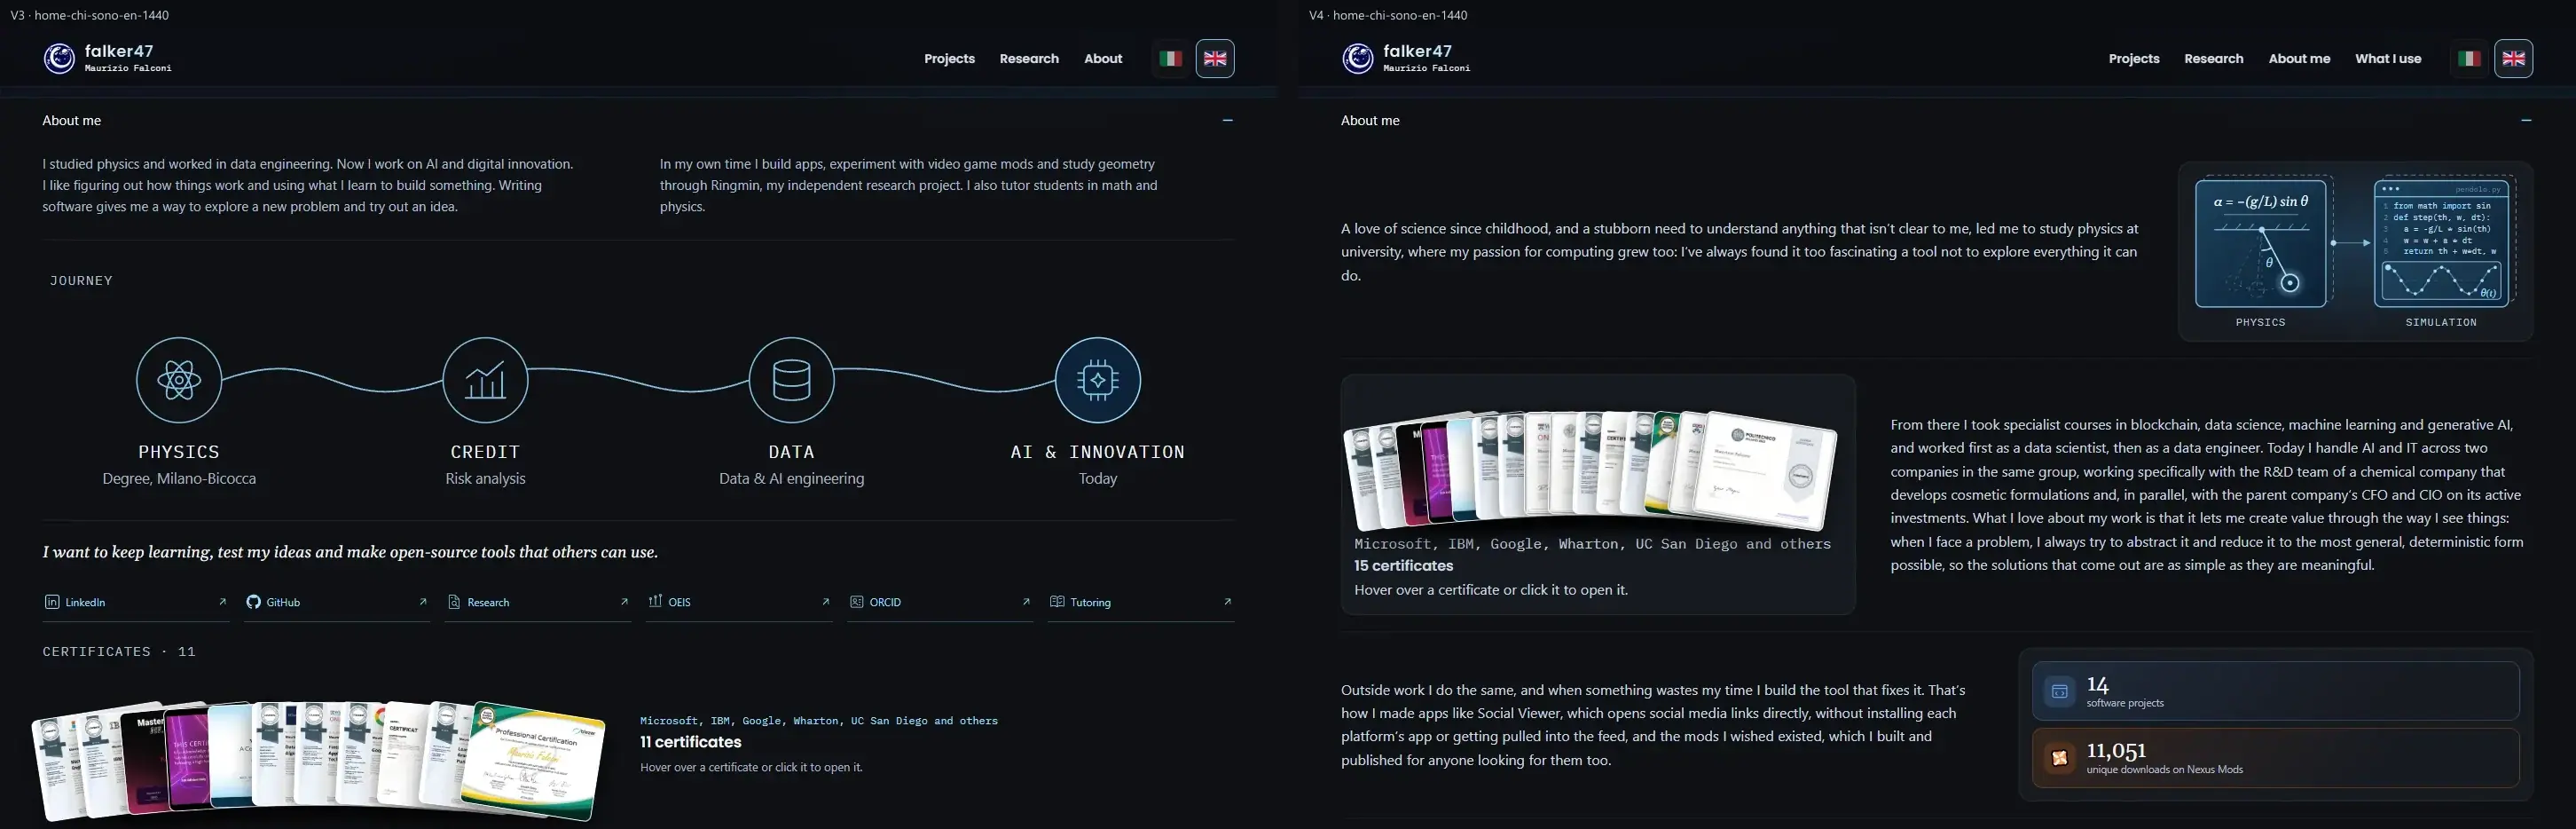 V3 · home-chi-sono-en-1440
falker47
Maurizio Falconi
Projects
Research
About
About me
I studied physics and worked in data engineering. Now I work on AI and digital innovation.
I like figuring out how things work and using what I learn to build something. Writing
software gives me a way to explore a new problem and try out an idea.
In my own time I build apps, experiment with video game mods and study geometry
through Ringmin, my independent research project. I also tutor students in math and
physics.
JOURNEY
PHYSICS
Degree, Milano-Bicocca
CREDIT
Risk analysis
DATA
Data & AI engineering
AI & INNOVATION
Today
I want to keep learning, test my ideas and make open-source tools that others can use.
LinkedIn
GitHub
Research
OEIS
ORCID
Tutoring
CERTIFICATES · 11
Master
Professional Certification
Microsoft, IBM, Google, Wharton, UC San Diego and others
11 certificates
Hover over a certificate or click it to open it.
V4 · home-chi-sono-en-1440
falker47
Maurizio Falconi
Projects
Research
About me
What I use
About me
A love of science since childhood, and a stubborn need to understand anything that isn't clear to me, led me to study physics at
university, where my passion for computing grew too: I've always found it too fascinating a tool not to explore everything it can
do.
α = −(g/L) sin θ
θ
PHYSICS
pendolo.py
1 from math import sin
2 def step(th, w, dt):
3 a = -g/L * sin(th)
4 w = w + a * dt
5 return th + w*dt, w
θ(t)
SIMULATION
POLITECNICO
Microsoft, IBM, Google, Wharton, UC San Diego and others
15 certificates
Hover over a certificate or click it to open it.
From there I took specialist courses in blockchain, data science, machine learning and generative AI,
and worked first as a data scientist, then as a data engineer. Today I handle AI and IT across two
companies in the same group, working specifically with the R&D team of a chemical company that
develops cosmetic formulations and, in parallel, with the parent company's CFO and CIO on its active
investments. What I love about my work is that it lets me create value through the way I see things:
when I face a problem, I always try to abstract it and reduce it to the most general, deterministic form
possible, so the solutions that come out are as simple as they are meaningful.
Outside work I do the same, and when something wastes my time I build the tool that fixes it. That's
how I made apps like Social Viewer, which opens social media links directly, without installing each
platform's app or getting pulled into the feed, and the mods I wished existed, which I built and
published for anyone looking for them too.
14
software projects
11,051
unique downloads on Nexus Mods